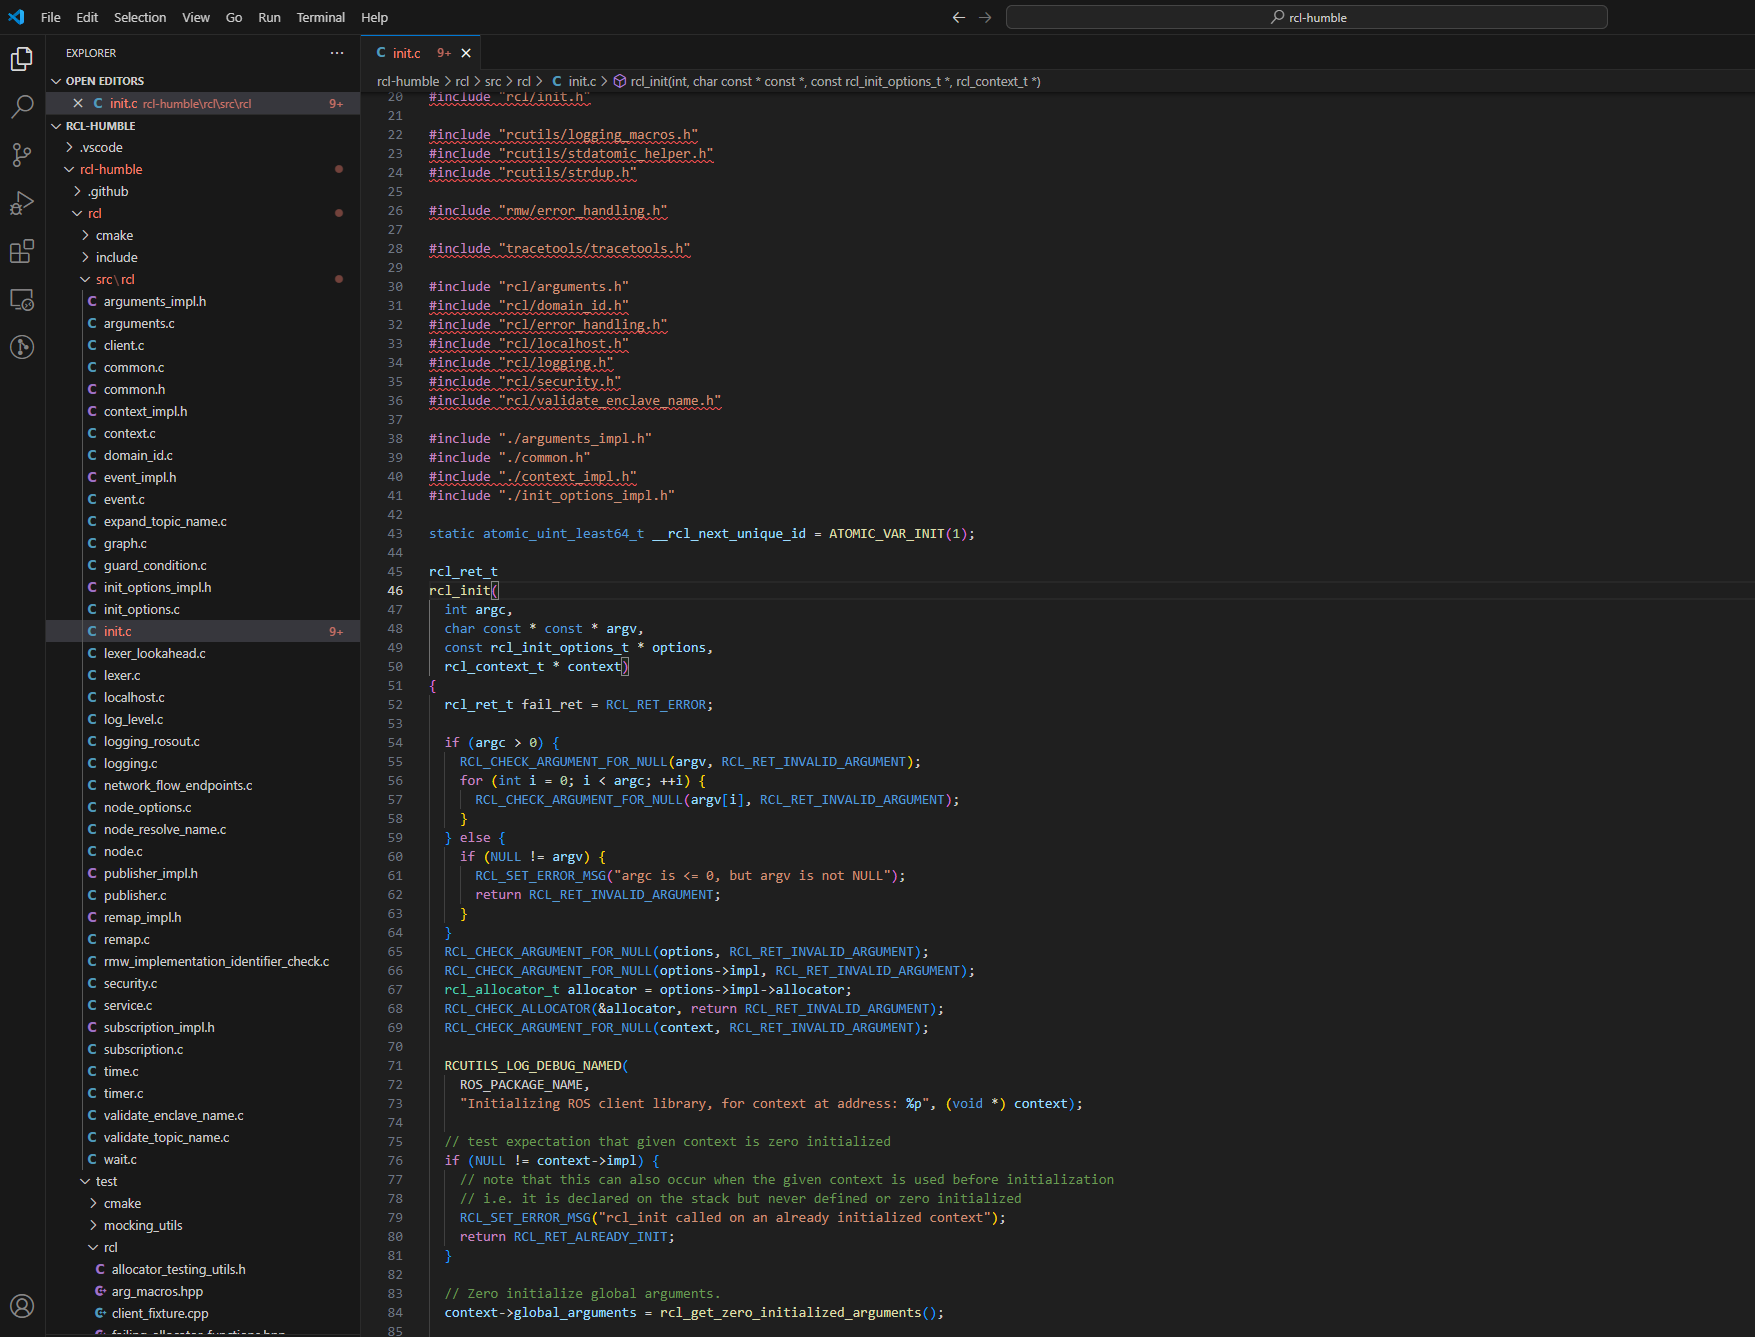 File Edit Selection View Go Run Terminal Help
rcl-humble
EXPLORER
OPEN EDITORS
init.c rcl-humble\rcl\src\rcl 9+
RCL-HUMBLE
.vscode
rcl-humble
.github
rcl
cmake
include
src\rcl
C arguments_impl.h
C arguments.c
C client.c
C common.c
C common.h
C context_impl.h
C context.c
C domain_id.c
C event_impl.h
C event.c
C expand_topic_name.c
C graph.c
C guard_condition.c
C init_options_impl.h
C init_options.c
C init.c 9+
C lexer_lookahead.c
C lexer.c
C localhost.c
C log_level.c
C logging_rosout.c
C logging.c
C network_flow_endpoints.c
C node_options.c
C node_resolve_name.c
C node.c
C publisher_impl.h
C publisher.c
C remap_impl.h
C remap.c
C rmw_implementation_identifier_check.c
C security.c
C service.c
C subscription_impl.h
C subscription.c
C time.c
C timer.c
C validate_enclave_name.c
C validate_topic_name.c
C wait.c
test
cmake
mocking_utils
rcl
C allocator_testing_utils.h
arg_macros.hpp
client_fixture.cpp
C init.c 9+
rcl-humble > rcl > src > rcl > C init.c > rcl_init(int, char const * const *, const rcl_init_options_t *, rcl_context_t *)
20 #include "rcl/init.h"
21
22 #include "rcutils/logging_macros.h"
23 #include "rcutils/stdatomic_helper.h"
24 #include "rcutils/strdup.h"
25
26 #include "rmw/error_handling.h"
27
28 #include "tracetools/tracetools.h"
29
30 #include "rcl/arguments.h"
31 #include "rcl/domain_id.h"
32 #include "rcl/error_handling.h"
33 #include "rcl/localhost.h"
34 #include "rcl/logging.h"
35 #include "rcl/security.h"
36 #include "rcl/validate_enclave_name.h"
37
38 #include "./arguments_impl.h"
39 #include "./common.h"
40 #include "./context_impl.h"
41 #include "./init_options_impl.h"
42
43 static atomic_uint_least64_t __rcl_next_unique_id = ATOMIC_VAR_INIT(1);
44
45 rcl_ret_t
46 rcl_init(
47 int argc,
48 char const * const * argv,
49 const rcl_init_options_t * options,
50 rcl_context_t * context)
51 {
52 rcl_ret_t fail_ret = RCL_RET_ERROR;
53
54 if (argc > 0) {
55 RCL_CHECK_ARGUMENT_FOR_NULL(argv, RCL_RET_INVALID_ARGUMENT);
56 for (int i = 0; i < argc; ++i) {
57 RCL_CHECK_ARGUMENT_FOR_NULL(argv[i], RCL_RET_INVALID_ARGUMENT);
58 }
59 } else {
60 if (NULL != argv) {
61 RCL_SET_ERROR_MSG("argc is <= 0, but argv is not NULL");
62 return RCL_RET_INVALID_ARGUMENT;
63 }
64 }
65 RCL_CHECK_ARGUMENT_FOR_NULL(options, RCL_RET_INVALID_ARGUMENT);
66 RCL_CHECK_ARGUMENT_FOR_NULL(options->impl, RCL_RET_INVALID_ARGUMENT);
67 rcl_allocator_t allocator = options->impl->allocator;
68 RCL_CHECK_ALLOCATOR(&allocator, return RCL_RET_INVALID_ARGUMENT);
69 RCL_CHECK_ARGUMENT_FOR_NULL(context, RCL_RET_INVALID_ARGUMENT);
70
71 RCUTILS_LOG_DEBUG_NAMED(
72 ROS_PACKAGE_NAME,
73 "Initializing ROS client library, for context at address: %p", (void *) context);
74
75 // test expectation that given context is zero initialized
76 if (NULL != context->impl) {
77 // note that this can also occur when the given context is used before initialization
78 // i.e. it is declared on the stack but never defined or zero initialized
79 RCL_SET_ERROR_MSG("rcl_init called on an already initialized context");
80 return RCL_RET_ALREADY_INIT;
81 }
82
83 // Zero initialize global arguments.
84 context->global_arguments = rcl_get_zero_initialized_arguments();
85